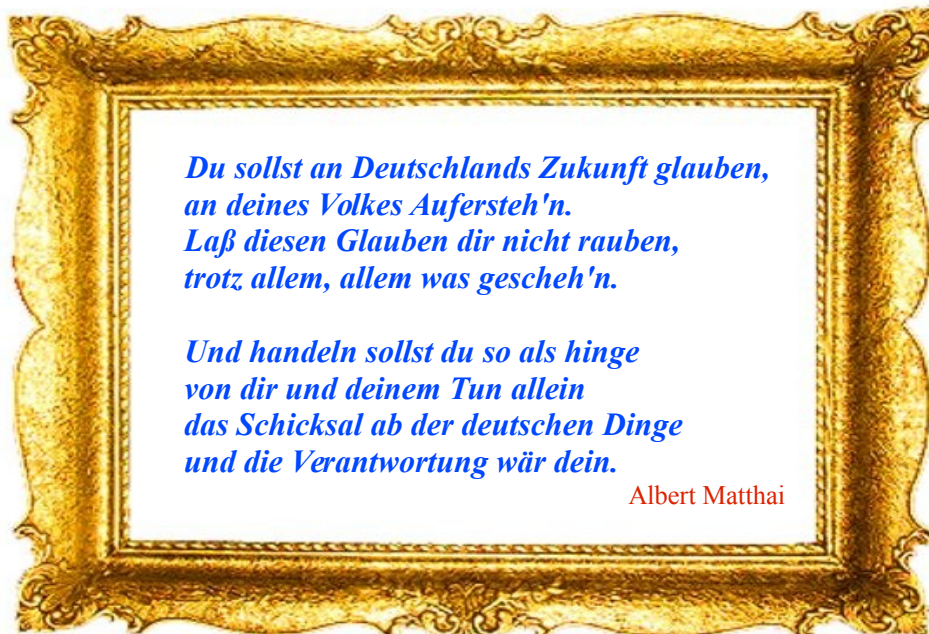 Du sollst an Deutschlands Zukunft glauben,
an deines Volkes Aufersteh'n.
Laß diesen Glauben dir nicht rauben,
trotz allem, allem was gescheh'n.
Und handeln sollst du so als hinge
von dir und deinem Tun allein
das Schicksal ab der deutschen Dinge
und die Verantwortung wär dein.
Albert Matthai